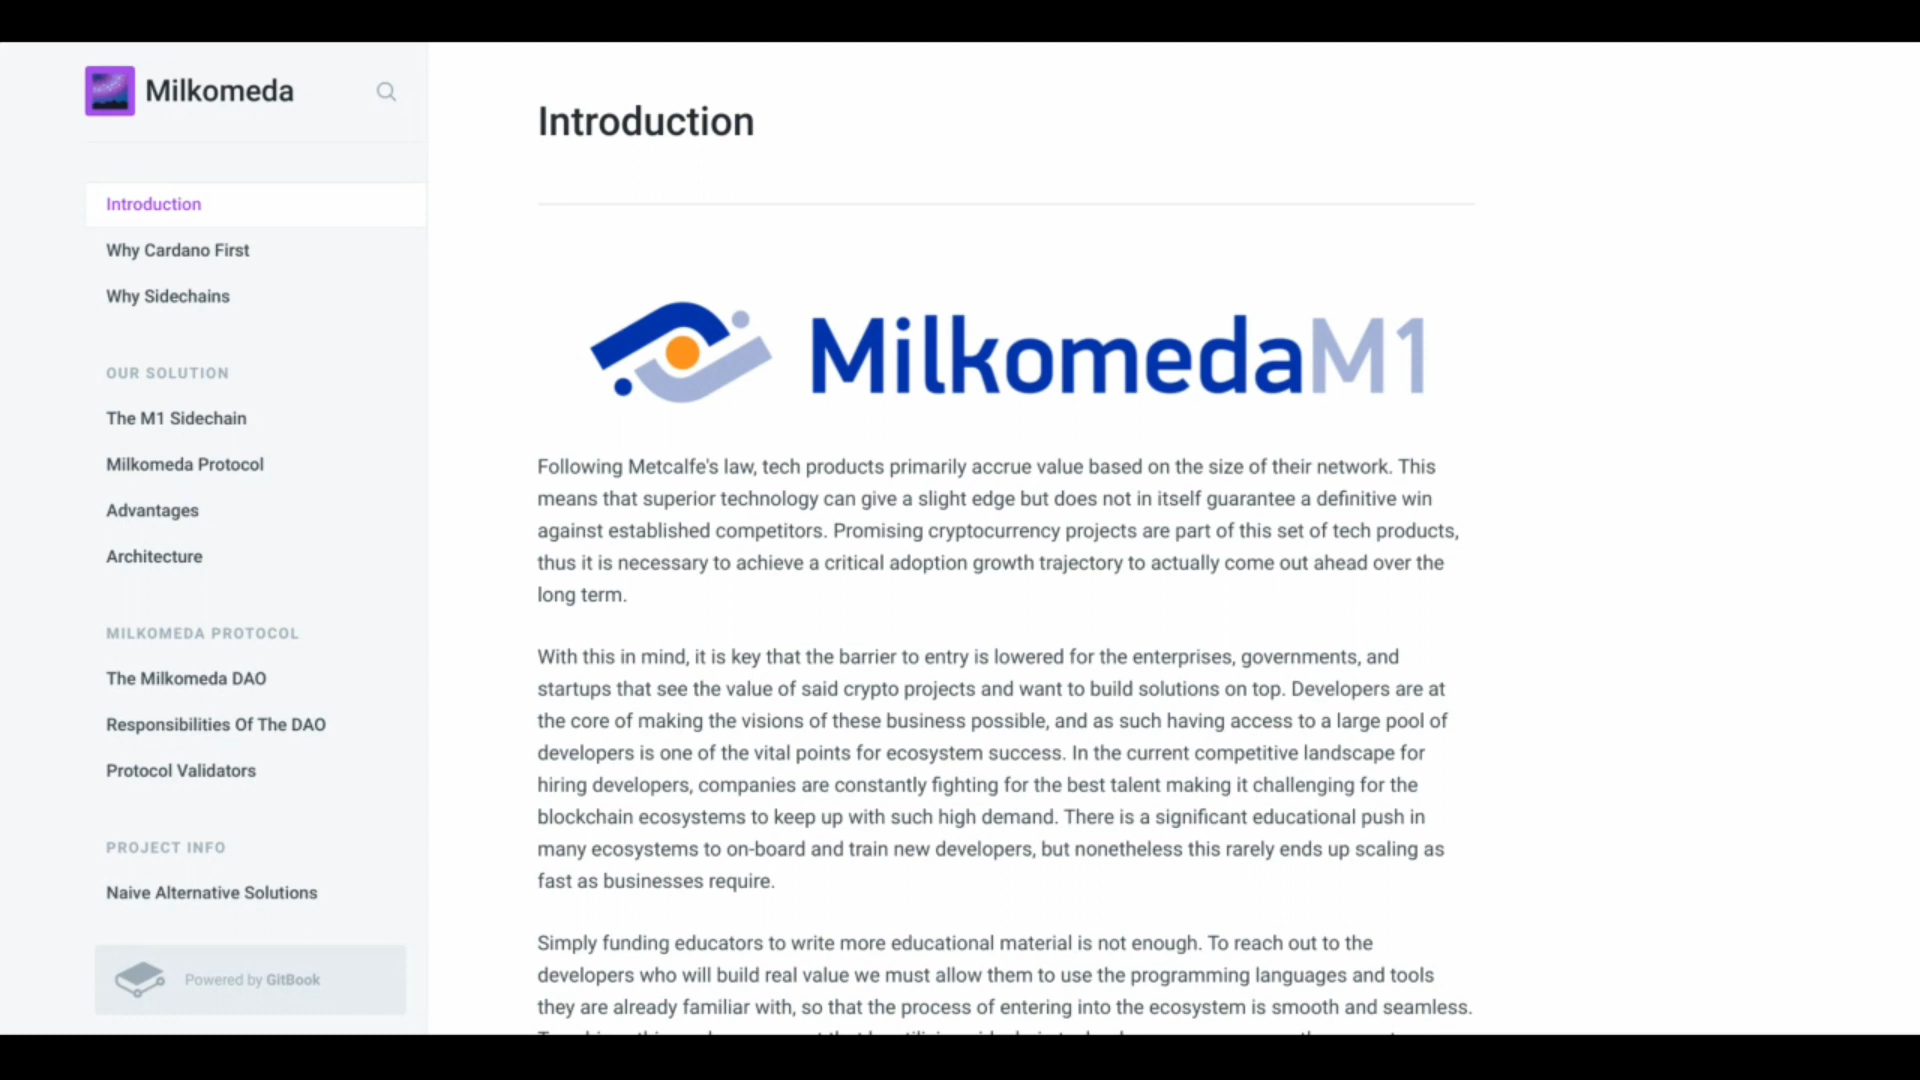 Milkomeda
Introduction
Why Cardano First
Why Sidechains
OUR SOLUTION
The M1 Sidechain
Milkomeda Protocol
Advantages
Architecture
MILKOMEDA PROTOCOL
The Milkomeda DAO
Responsibilities Of The DAO
Protocol Validators
PROJECT INFO
Naive Alternative Solutions
Powered by GitBook
Introduction
MilkomedaM1
Following Metcalfe's law, tech products primarily accrue value based on the size of their network. This
means that superior technology can give a slight edge but does not in itself guarantee a definitive win
against established competitors. Promising cryptocurrency projects are part of this set of tech products,
thus it is necessary to achieve a critical adoption growth trajectory to actually come out ahead over the
long term.
With this in mind, it is key that the barrier to entry is lowered for the enterprises, governments, and
startups that see the value of said crypto projects and want to build solutions on top. Developers are at
the core of making the visions of these business possible, and as such having access to a large pool of
developers is one of the vital points for ecosystem success. In the current competitive landscape for
hiring developers, companies are constantly fighting for the best talent making it challenging for the
blockchain ecosystems to keep up with such high demand. There is a significant educational push in
many ecosystems to on-board and train new developers, but nonetheless this rarely ends up scaling as
fast as businesses require.
Simply funding educators to write more educational material is not enough. To reach out to the
developers who will build real value we must allow them to use the programming languages and tools
they are already familiar with, so that the process of entering into the ecosystem is smooth and seamless.